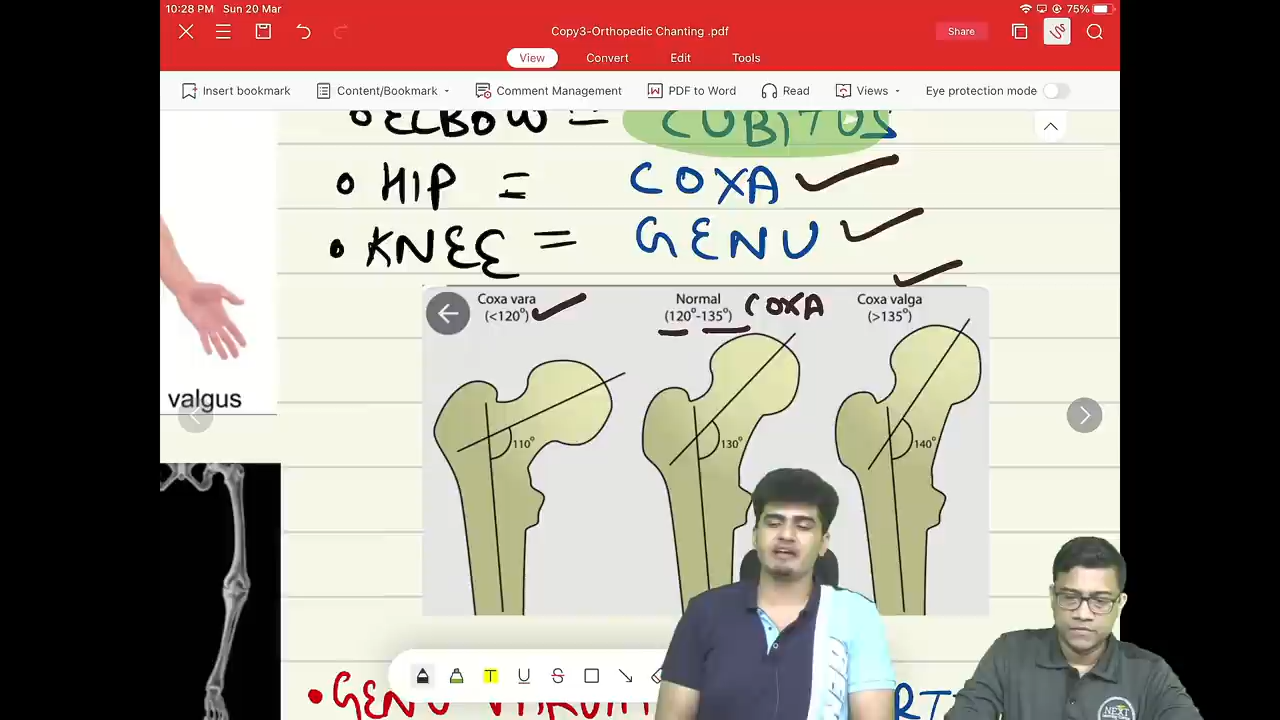 10:28 PM Sun 20 Mar 75%
Copy3-Orthopedic Chanting .pdf
Share
View Convert Edit Tools
Insert bookmark Content/Bookmark Comment Management PDF to Word Read Views Eye protection mode
• ELBOW = CUBITUS
• HIP = COXA
• KNEE = GENU
Coxa vara
(<120°)
Normal
(120°-135°) COXA
Coxa valga
(>135°)
110°
130°
140°
valgus
T U S
• GENU
NEXT